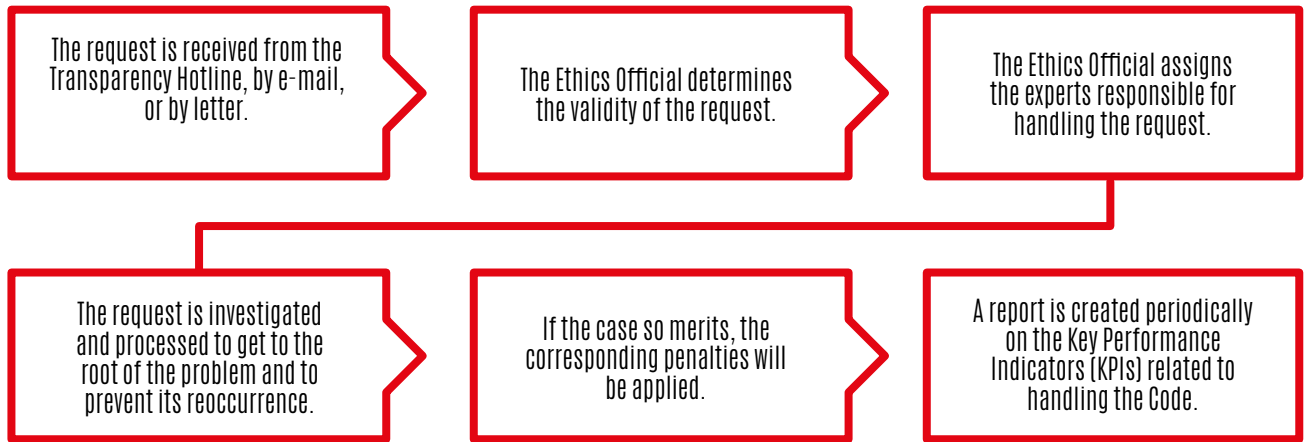 The request is received from the
Transparency Hotline, by e-mail,
or by letter.
The Ethics Official determines
the validity of the request.
The Ethics Official assigns
the experts responsible for
handling the request.
The request is investigated
and processed to get to the
root of the problem and to
prevent its reoccurrence.
If the case so merits, the
corresponding penalties will
be applied.
A report is created periodically
on the Key Performance
Indicators (KPIs) related to
handling the Code.